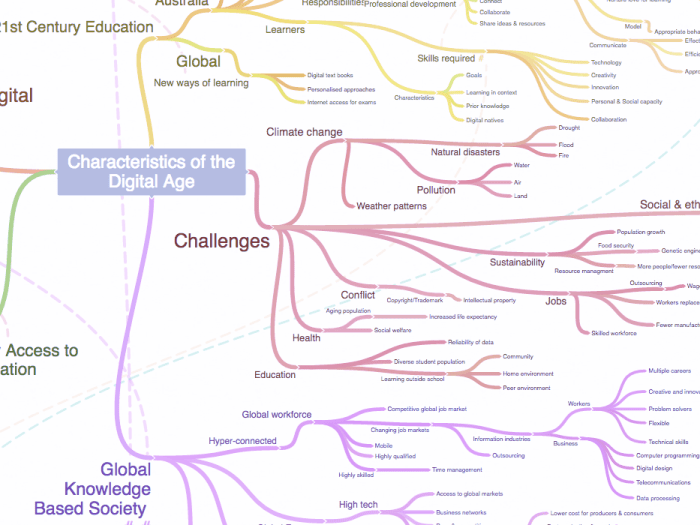 Australia
Responsibilities
Professional development
Connect
Collaborate
Share ideas & resources
21st Century Education
Learners
Model
Appropriate beha
Communicate
Effec
Efficie
Appro
Global
New ways of learning
Digital text books
Personalised approaches
Internet access for exams
Skills required
Technology
Creativity
Innovation
Personal & Social capacity
Collaboration
Characteristics
Goals
Learning in context
Prior knowledge
Digital natives
gital
Characteristics of the
Digital Age
Challenges
Climate change
Natural disasters
Drought
Flood
Fire
Pollution
Water
Air
Land
Weather patterns
Social & eth
Sustainability
Population growth
Food security
Genetic engine
Resource managment
More people/fewer reso
Jobs
Outsourcing
Wage
Workers replace
Fewer manufact
Skilled workforce
Conflict
Copyright/Trademark
Intellectual property
Health
Aging population
Increased life expectancy
Social welfare
Education
Reliability of data
Diverse student population
Learning outside school
Community
Home environment
Peer environment
Access to
ation
Global
Knowledge
Based Society
Hyper-connected
Global workforce
Competitive global job market
Changing job markets
Information industries
Workers
Multiple careers
Creative and innova
Problem solvers
Flexible
Technical skills
Business
Computer programming
Digital design
Telecommunications
Data processing
Outsourcing
Mobile
Highly qualified
Highly skilled
Time management
High tech
Access to global markets
Business networks
Lower cost for producers & consumers